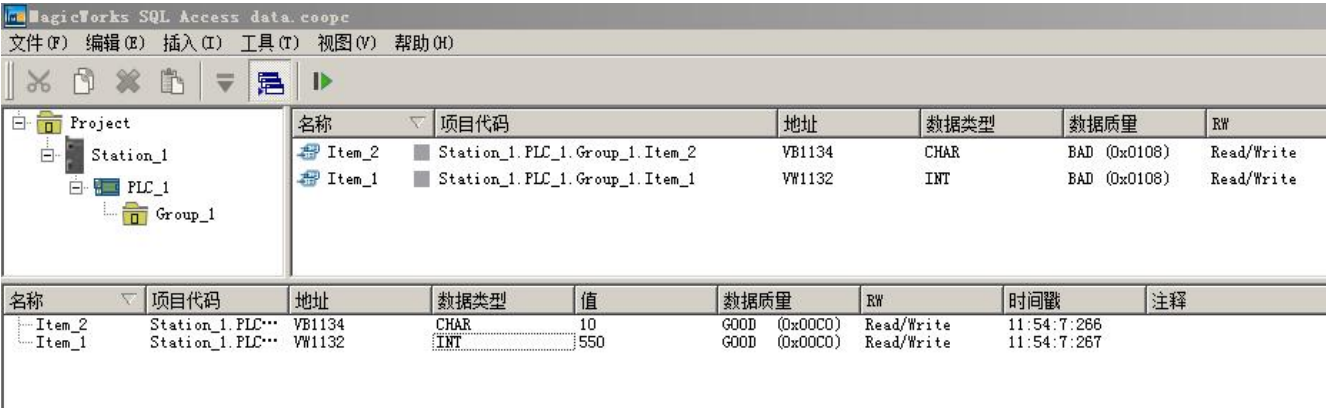 MagicWorks SQL Access data.coopc
文件(F) 编辑(E) 插入(I) 工具(T) 视图(V) 帮助(H)
Project
Station_1
PLC_1
Group_1
名称 项目代码 地址 数据类型 数据质量 RW
Item_2 Station_1.PLC_1.Group_1.Item_2 VB1134 CHAR BAD (0x0108) Read/Write
Item_1 Station_1.PLC_1.Group_1.Item_1 VW1132 INT BAD (0x0108) Read/Write
名称 项目代码 地址 数据类型 值 数据质量 RW 时间戳 注释
Item_2 Station_1.PLC... VB1134 CHAR 10 GOOD (0x00C0) Read/Write 11:54:7:266
Item_1 Station_1.PLC... VW1132 INT 550 GOOD (0x00C0) Read/Write 11:54:7:267